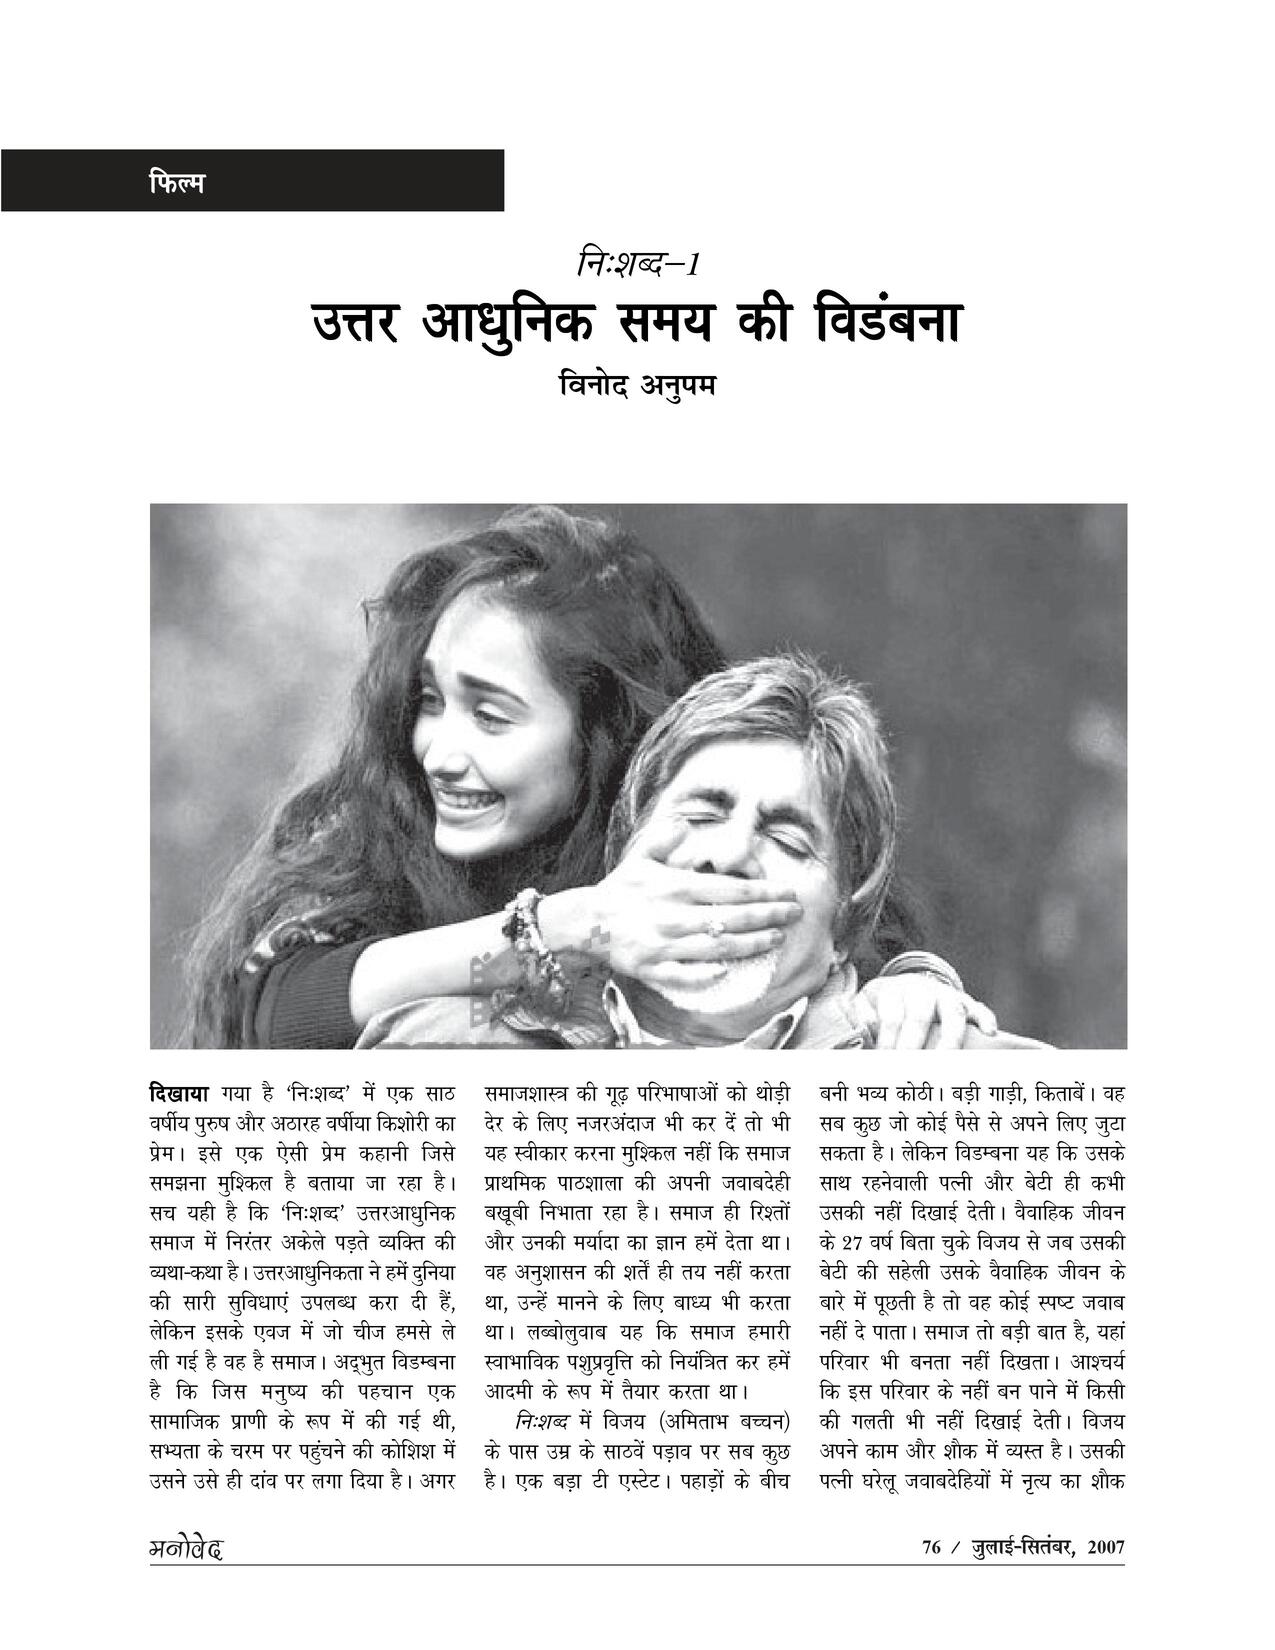 फिल्म
निःशब्द–1
उत्तर आधुनिक समय की विडंबना
विनोद अनुपम
दिखाया गया है ‘निःशब्द’ में एक साठ
वर्षीय पुरुष और अठारह वर्षीया किशोरी का
प्रेम। इसे एक ऐसी प्रेम कहानी जिसे
समझना मुश्किल है बताया जा रहा है।
सच यही है कि ‘निःशब्द’ उत्तरआधुनिक
समाज में निरंतर अकेले पड़ते व्यक्ति की
व्यथा-कथा है। उत्तरआधुनिकता ने हमें दुनिया
की सारी सुविधाएं उपलब्ध करा दी हैं,
लेकिन इसके एवज में जो चीज हमसे ले
ली गई है वह है समाज। अद्‌भुत विडम्बना
है कि जिस मनुष्य की पहचान एक
सामाजिक प्राणी के रूप में की गई थी,
सभ्यता के चरम पर पहुंचने की कोशिश में
उसने उसे ही दांव पर लगा दिया है। अगर
समाजशास्त्र की गूढ़ परिभाषाओं को थोड़ी
देर के लिए नजरअंदाज भी कर दें तो भी
यह स्वीकार करना मुश्किल नहीं कि समाज
प्राथमिक पाठशाला की अपनी जवाबदेही
बखूबी निभाता रहा है। समाज ही रिश्तों
और उनकी मर्यादा का ज्ञान हमें देता था।
वह अनुशासन की शर्तें ही तय नहीं करता
था, उन्हें मानने के लिए बाध्य भी करता
था। लब्बोलुवाब यह कि समाज हमारी
स्वाभाविक पशुप्रवृत्ति को नियंत्रित कर हमें
आदमी के रूप में तैयार करता था।
निःशब्द में विजय (अमिताभ बच्चन)
के पास उम्र के साठवें पड़ाव पर सब कुछ
है। एक बड़ा टी एस्टेट। पहाड़ों के बीच
बनी भव्य कोठी। बड़ी गाड़ी, किताबें। वह
सब कुछ जो कोई पैसे से अपने लिए जुटा
सकता है। लेकिन विडम्बना यह कि उसके
साथ रहनेवाली पत्नी और बेटी ही कभी
उसकी नहीं दिखाई देती। वैवाहिक जीवन
के 27 वर्ष बिता चुके विजय से जब उसकी
बेटी की सहेली उसके वैवाहिक जीवन के
बारे में पूछती है तो वह कोई स्पष्ट जवाब
नहीं दे पाता। समाज तो बड़ी बात है, यहां
परिवार भी बनता नहीं दिखता। आश्चर्य
कि इस परिवार के नहीं बन पाने में किसी
की गलती भी नहीं दिखाई देती। विजय
अपने काम और शौक में व्यस्त है। उसकी
पत्नी घरेलू जवाबदेहियों में नृत्य का शौक
मनोवेद
76 / जुलाई-सितंबर, 2007